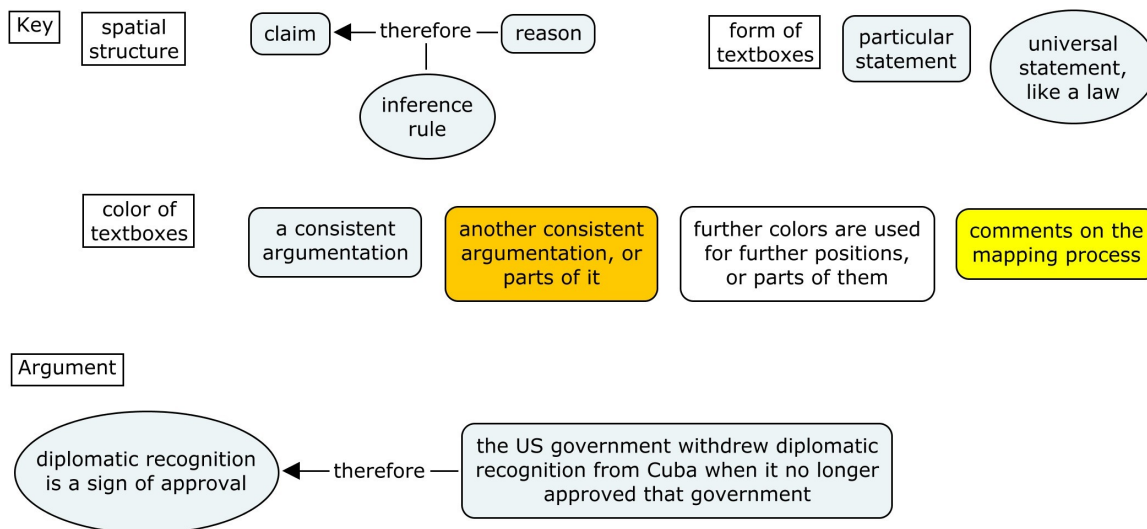 Key
spatial
structure
claim
therefore
reason
inference
rule
form of
textboxes
particular
statement
universal
statement,
like a law
color of
textboxes
a consistent
argumentation
another consistent
argumentation, or
parts of it
further colors are used
for further positions,
or parts of them
comments on the
mapping process
Argument
diplomatic recognition
is a sign of approval
therefore
the US government withdrew diplomatic
recognition from Cuba when it no longer
approved that government